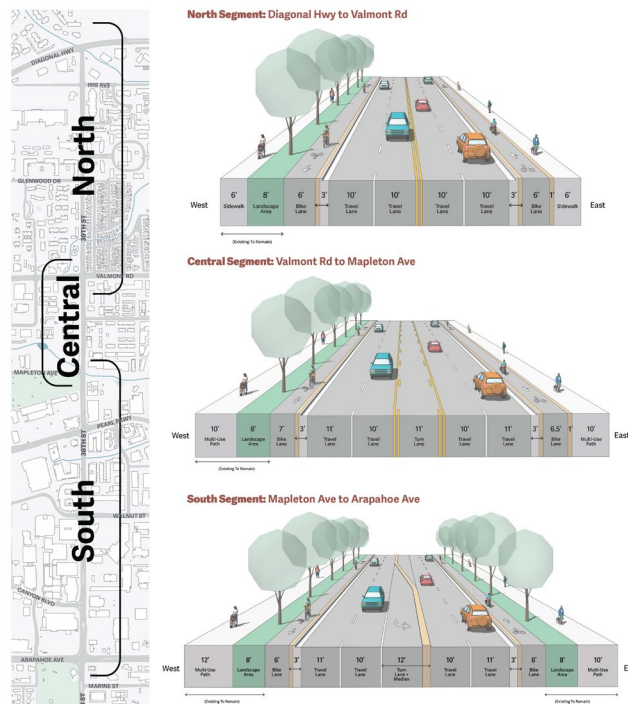 DIAGONAL HWY
IRIS AVE
North
GLENWOOD DR
30TH ST
VALMONT RD
Central
MAPLETON AVE
PEARL PKWY
30TH ST
South
WALNUT ST
CANYON BLVD
ARAPAHOE AVE
MARINE ST
North Segment: Diagonal Hwy to Valmont Rd
West
6' Sidewalk
8' Landscape Area
6' Bike Lane
3'
10' Travel Lane
10' Travel Lane
10' Travel Lane
10' Travel Lane
3'
6' Bike Lane
1'
6' Sidewalk
East
(Existing To Remain)
Central Segment: Valmont Rd to Mapleton Ave
West
10' Multi-Use Path
8' Landscape Area
7' Bike Lane
3'
11' Travel Lane
10' Travel Lane
11' Turn Lane
10' Travel Lane
11' Travel Lane
3'
6.5' Bike Lane
1'
10' Multi-Use Path
East
(Existing To Remain)
South Segment: Mapleton Ave to Arapahoe Ave
West
12' Multi-Use Path
8' Landscape Area
6' Bike Lane
3'
11' Travel Lane
10' Travel Lane
12' Turn Lane + Median
10' Travel Lane
11' Travel Lane
3'
6' Bike Lane
8' Landscape Area
10' Multi-Use Path
(Existing To Remain)
(Existing To Remain)